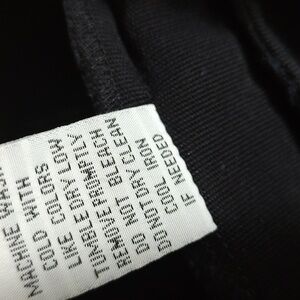 MACHINE WAS
COLD WITH
LIKE COLORS
TUMBLE DRY LOW
REMOVE PROMPTLY
DO NOT BLEACH
DO NOT DRY CLEAN
COOL IRON
IF NEEDED